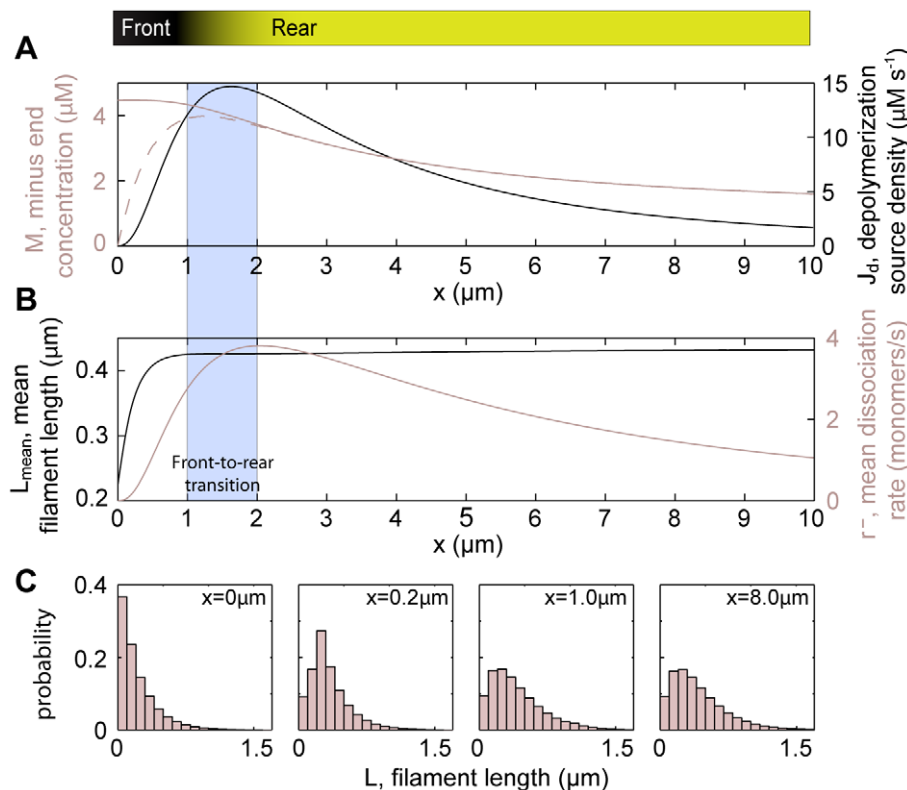 Front Rear
A
M, minus end
concentration (μM)
4
2
0
15
10
5
0
J_d, depolymerization
source density (μM s⁻¹)
0 1 2 3 4 5 6 7 8 9 10
x (μm)
B
L_mean, mean
filament length (μm)
0.4
0.3
0.2
Front-to-rear
transition
4
2
0
r⁻, mean dissociation
rate (monomers/s)
0 1 2 3 4 5 6 7 8 9 10
x (μm)
C
probability
0.4
0.2
0
x=0μm
x=0.2μm
x=1.0μm
x=8.0μm
0 1.5 0 1.5 0 1.5 0 1.5
L, filament length (μm)